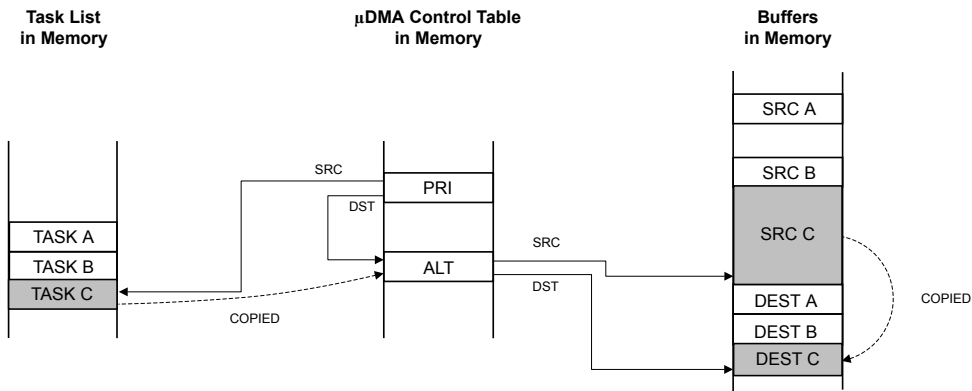 Task List
in Memory
µDMA Control Table
in Memory
Buffers
in Memory
SRC A
SRC B
SRC
PRI
DST
SRC C
TASK A
TASK B
TASK C
ALT
SRC
DST
COPIED
DEST A
DEST B
DEST C
COPIED